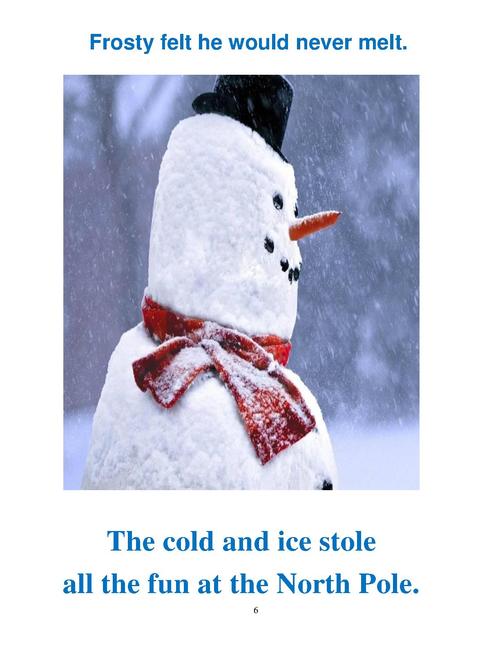 Frosty felt he would never melt.
The cold and ice stole
all the fun at the North Pole.
6